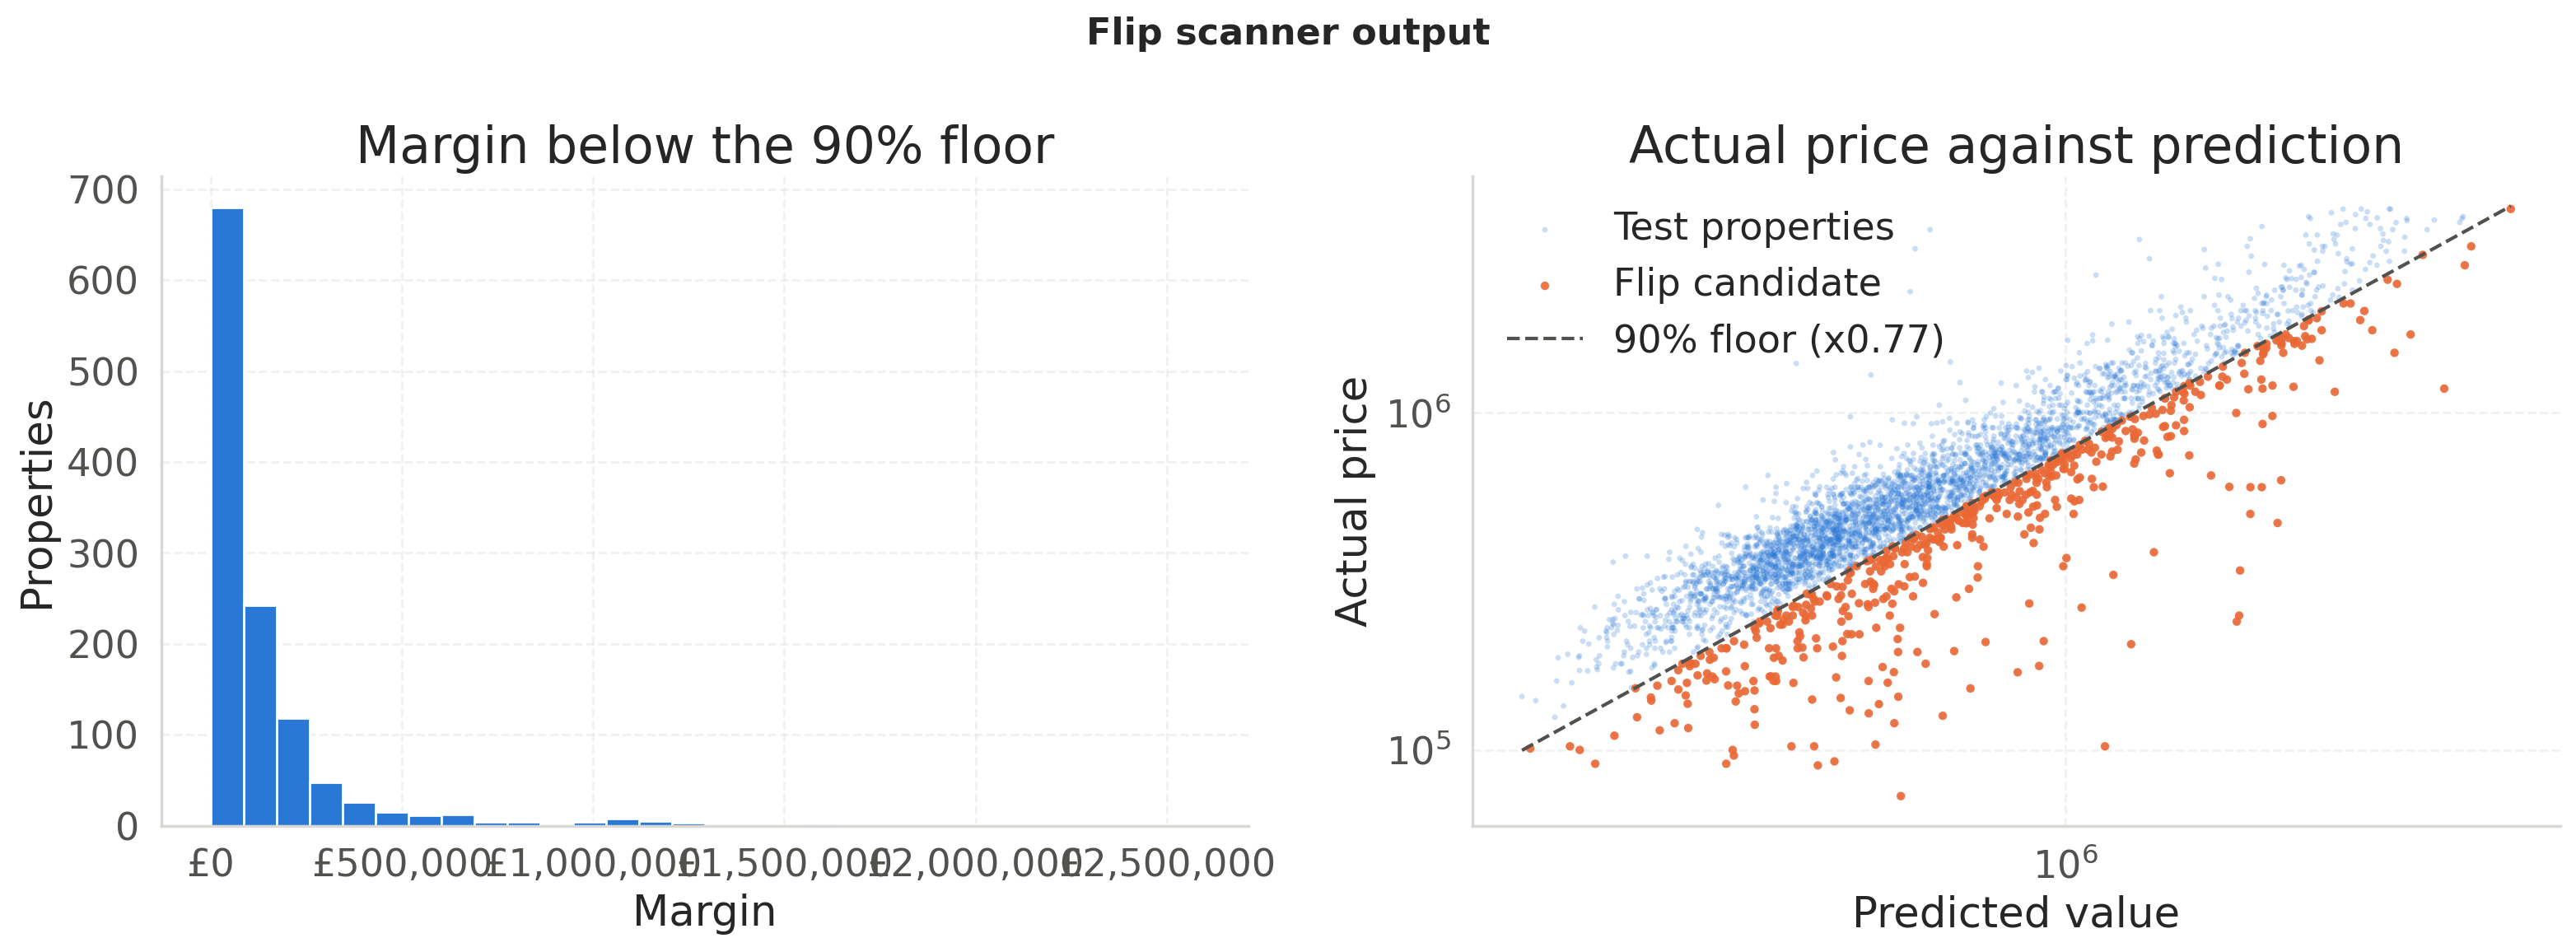 Flip scanner output
Margin below the 90% floor
700
600
500
400
300
200
100
0
Properties
£0
£500,000
£1,000,000
£1,500,000
£2,000,000
£2,500,000
Margin
Actual price against prediction
Test properties
Flip candidate
90% floor (x0.77)
10⁶
10⁵
Actual price
10⁶
Predicted value